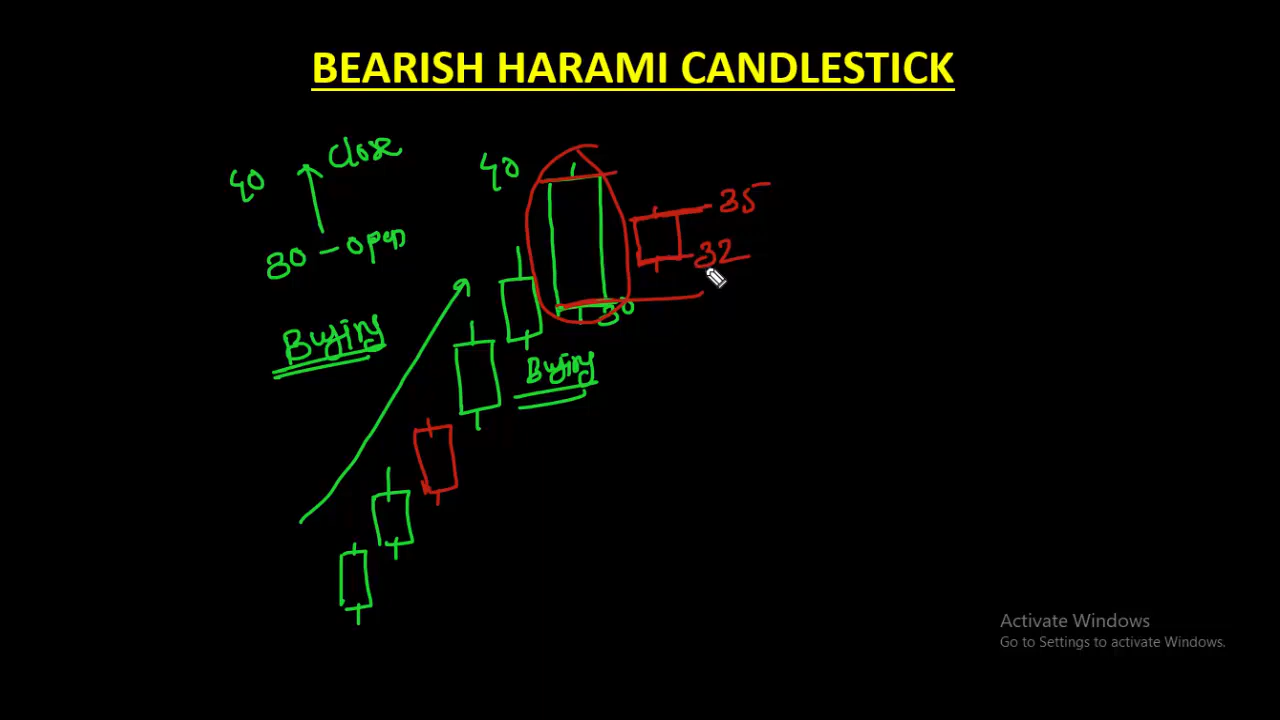 BEARISH HARAMI CANDLESTICK
40 Close
30 - open
Buying
40
35
32
30
Buying
Activate Windows
Go to Settings to activate Windows.